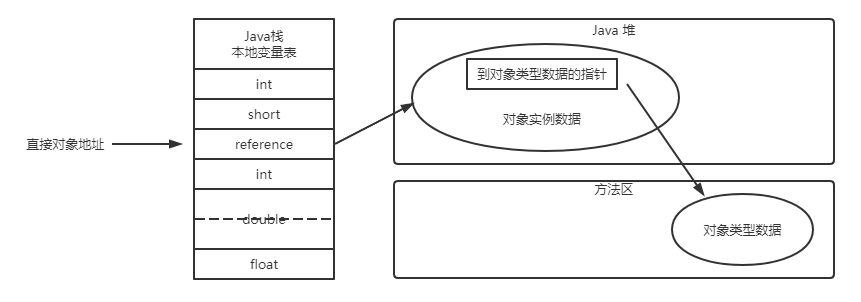 Java栈
本地变量表
int
short
直接对象地址
reference
int
double
float
Java 堆
到对象类型数据的指针
对象实例数据
方法区
对象类型数据